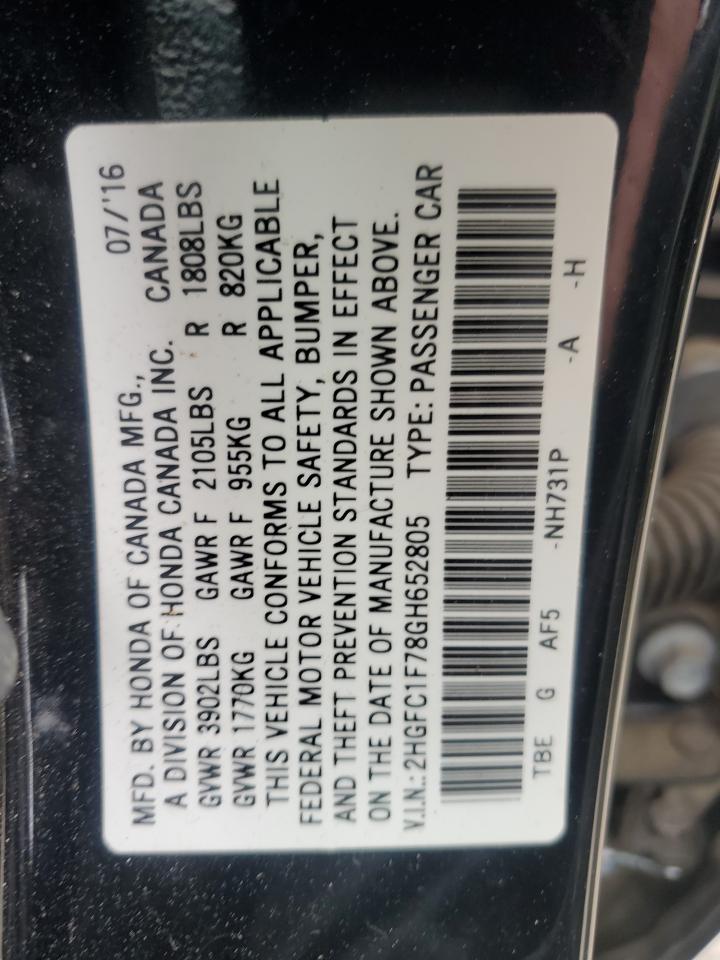 MFD. BY HONDA OF CANADA MFG., 07/'16
A DIVISION OF HONDA CANADA INC. CANADA
GVWR 3902LBS GAWR F 2105LBS R 1808LBS
GVWR 1770KG GAWR F 955KG R 820KG
THIS VEHICLE CONFORMS TO ALL APPLICABLE
FEDERAL MOTOR VEHICLE SAFETY, BUMPER,
AND THEFT PREVENTION STANDARDS IN EFFECT
ON THE DATE OF MANUFACTURE SHOWN ABOVE.
V.I.N.:2HGFC1F78GH652805 TYPE: PASSENGER CAR
TBE G AF5 -NH731P -A -H